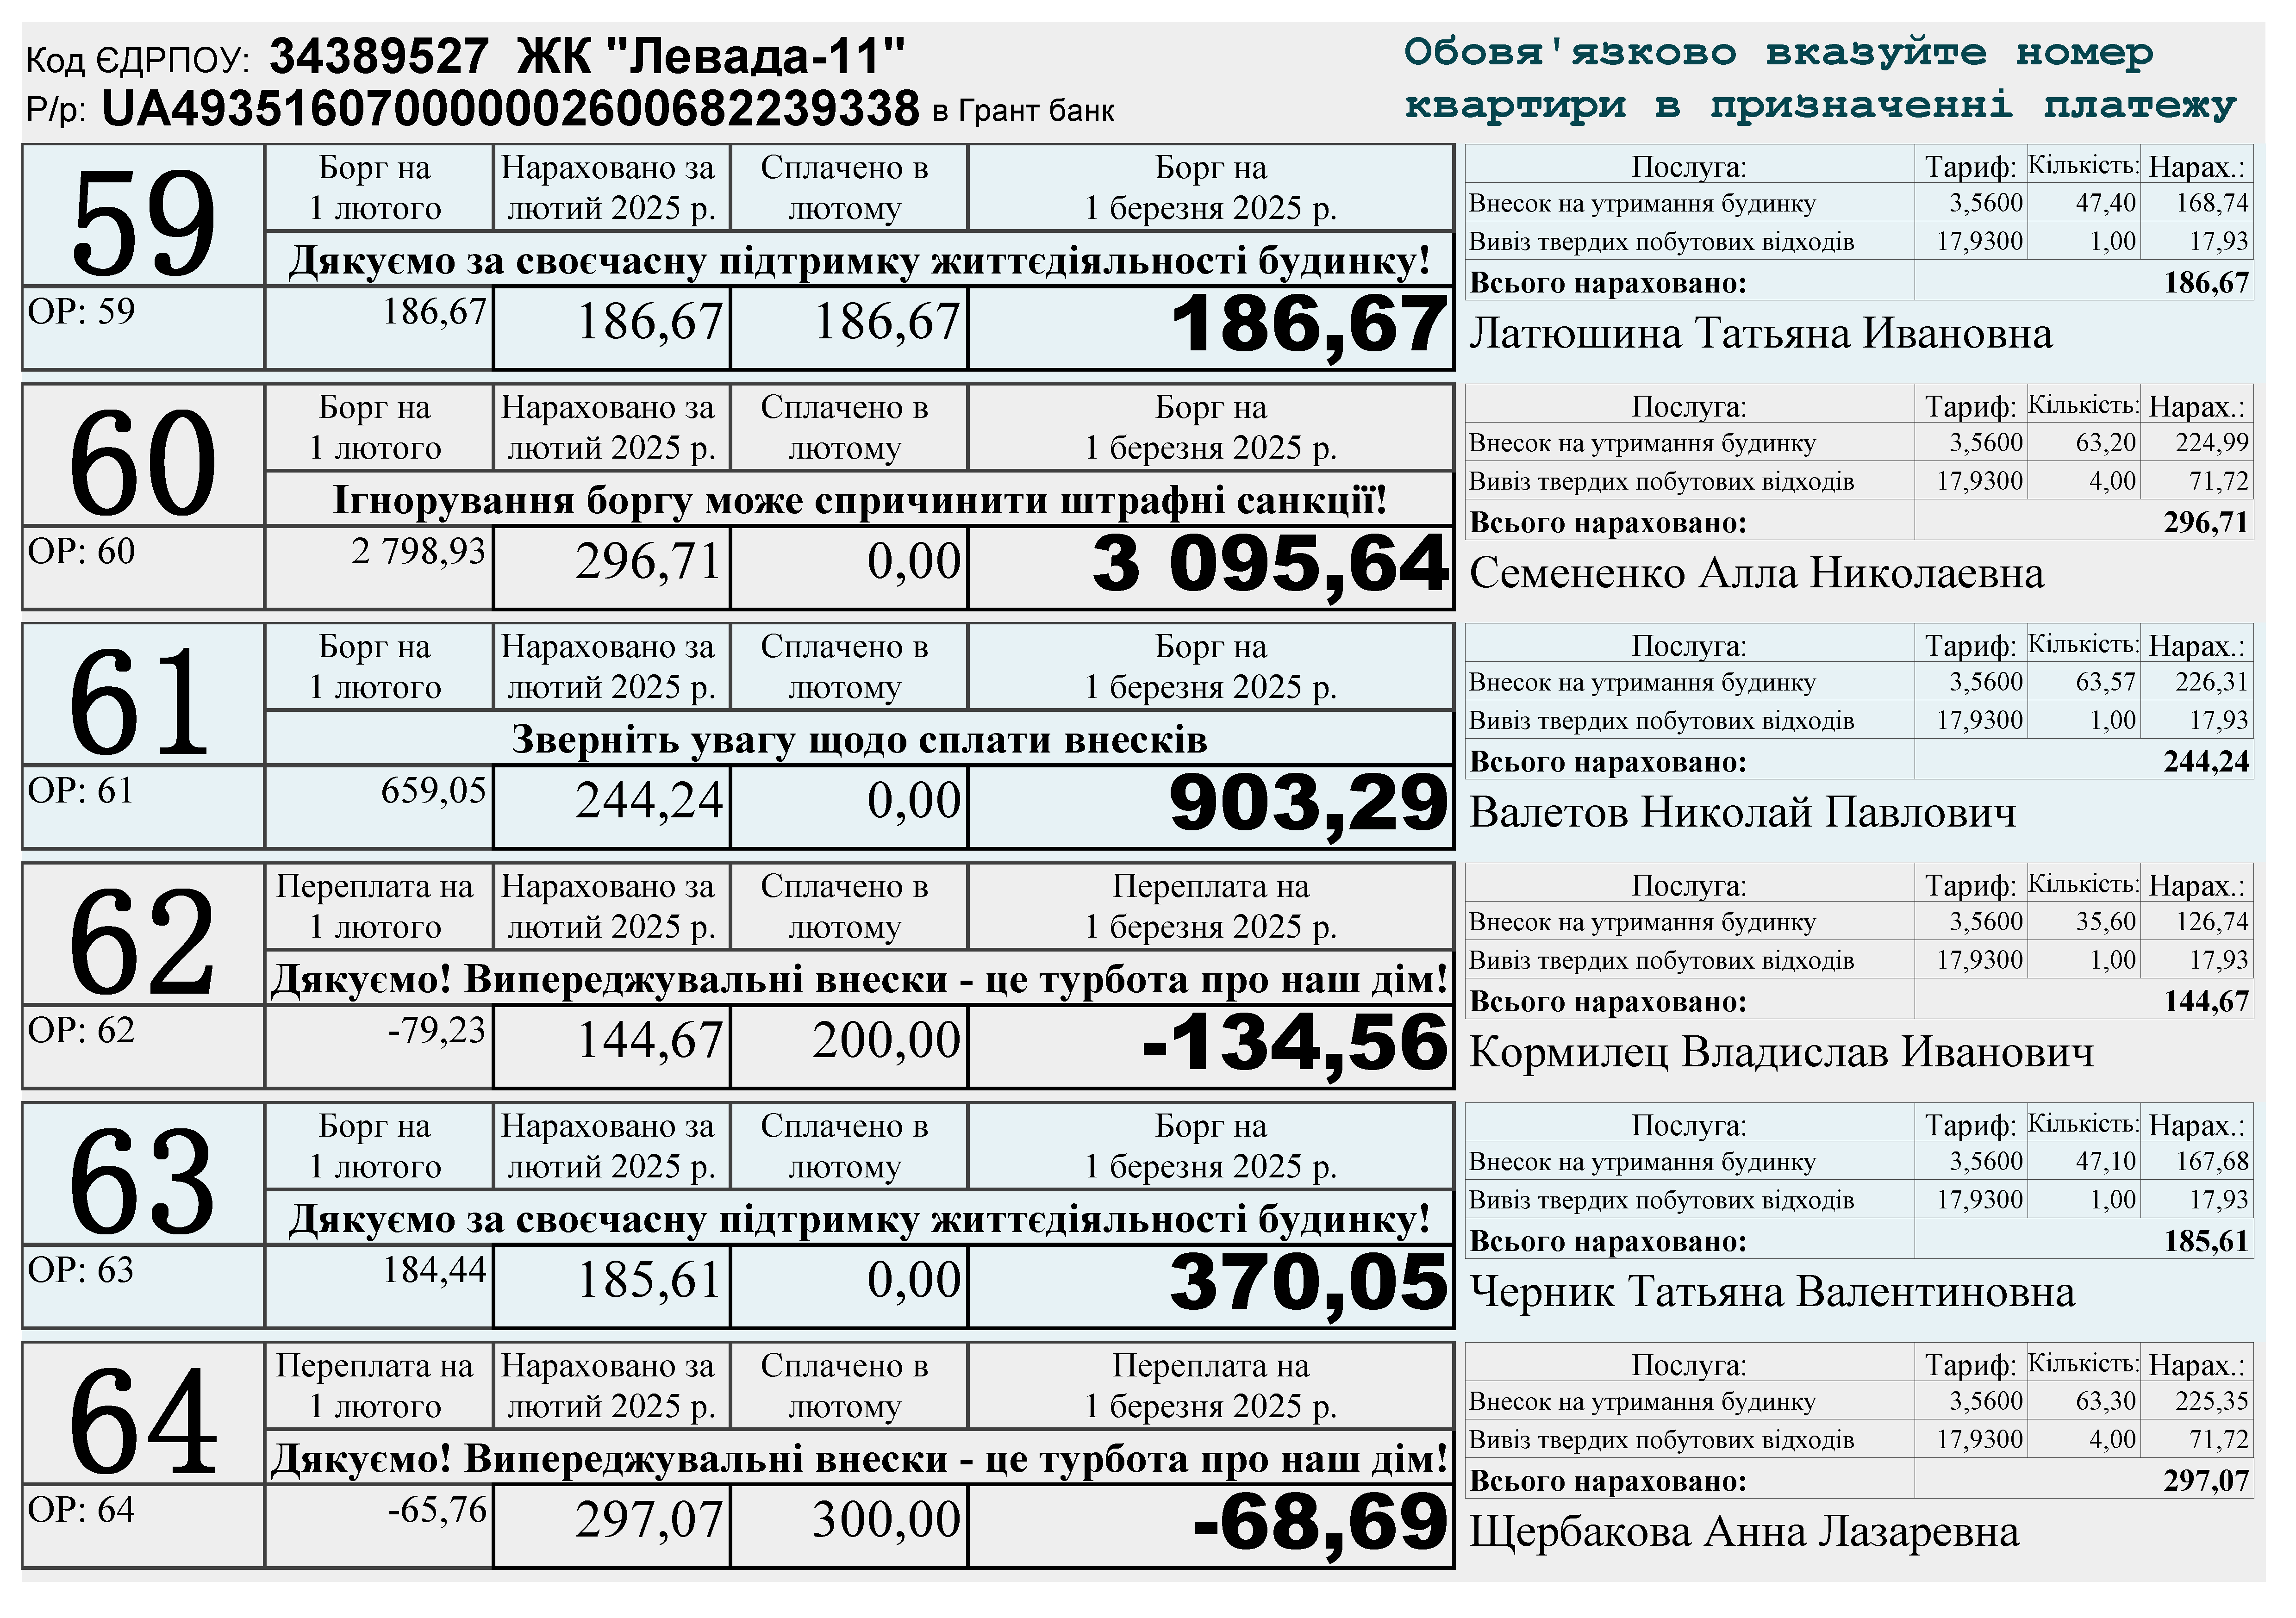 Код ЄДРПОУ: 34389527 ЖК "Левада-11"
Р/р: UA493516070000002600682239338 в Грант банк
Обовя'язково вказуйте номер
квартири в призначенні платежу
59
Борг на
1 лютого
Нараховано за
лютий 2025 р.
Сплачено в
лютому
Борг на
1 березня 2025 р.
Дякуємо за своєчасну підтримку життєдіяльності будинку!
ОР: 59 186,67 186,67 186,67 186,67
Послуга: Тариф: Кількість: Нарах.:
Внесок на утримання будинку 3,5600 47,40 168,74
Вивіз твердих побутових відходів 17,9300 1,00 17,93
Всього нараховано: 186,67
Латюшина Татьяна Ивановна
60
Борг на
1 лютого
Нараховано за
лютий 2025 р.
Сплачено в
лютому
Борг на
1 березня 2025 р.
Ігнорування боргу може спричинити штрафні санкції!
ОР: 60 2 798,93 296,71 0,00 3 095,64
Послуга: Тариф: Кількість: Нарах.:
Внесок на утримання будинку 3,5600 63,20 224,99
Вивіз твердих побутових відходів 17,9300 4,00 71,72
Всього нараховано: 296,71
Семененко Алла Николаевна
61
Борг на
1 лютого
Нараховано за
лютий 2025 р.
Сплачено в
лютому
Борг на
1 березня 2025 р.
Зверніть увагу щодо сплати внесків
ОР: 61 659,05 244,24 0,00 903,29
Послуга: Тариф: Кількість: Нарах.:
Внесок на утримання будинку 3,5600 63,57 226,31
Вивіз твердих побутових відходів 17,9300 1,00 17,93
Всього нараховано: 244,24
Валетов Николай Павлович
62
Переплата на
1 лютого
Нараховано за
лютий 2025 р.
Сплачено в
лютому
Переплата на
1 березня 2025 р.
Дякуємо! Випереджувальні внески - це турбота про наш дім!
ОР: 62 -79,23 144,67 200,00 -134,56
Послуга: Тариф: Кількість: Нарах.:
Внесок на утримання будинку 3,5600 35,60 126,74
Вивіз твердих побутових відходів 17,9300 1,00 17,93
Всього нараховано: 144,67
Кормилец Владислав Иванович
63
Борг на
1 лютого
Нараховано за
лютий 2025 р.
Сплачено в
лютому
Борг на
1 березня 2025 р.
Дякуємо за своєчасну підтримку життєдіяльності будинку!
ОР: 63 184,44 185,61 0,00 370,05
Послуга: Тариф: Кількість: Нарах.:
Внесок на утримання будинку 3,5600 47,10 167,68
Вивіз твердих побутових відходів 17,9300 1,00 17,93
Всього нараховано: 185,61
Черник Татьяна Валентиновна
64
Переплата на
1 лютого
Нараховано за
лютий 2025 р.
Сплачено в
лютому
Переплата на
1 березня 2025 р.
Дякуємо! Випереджувальні внески - це турбота про наш дім!
ОР: 64 -65,76 297,07 300,00 -68,69
Послуга: Тариф: Кількість: Нарах.:
Внесок на утримання будинку 3,5600 63,30 225,35
Вивіз твердих побутових відходів 17,9300 4,00 71,72
Всього нараховано: 297,07
Щербакова Анна Лазаревна